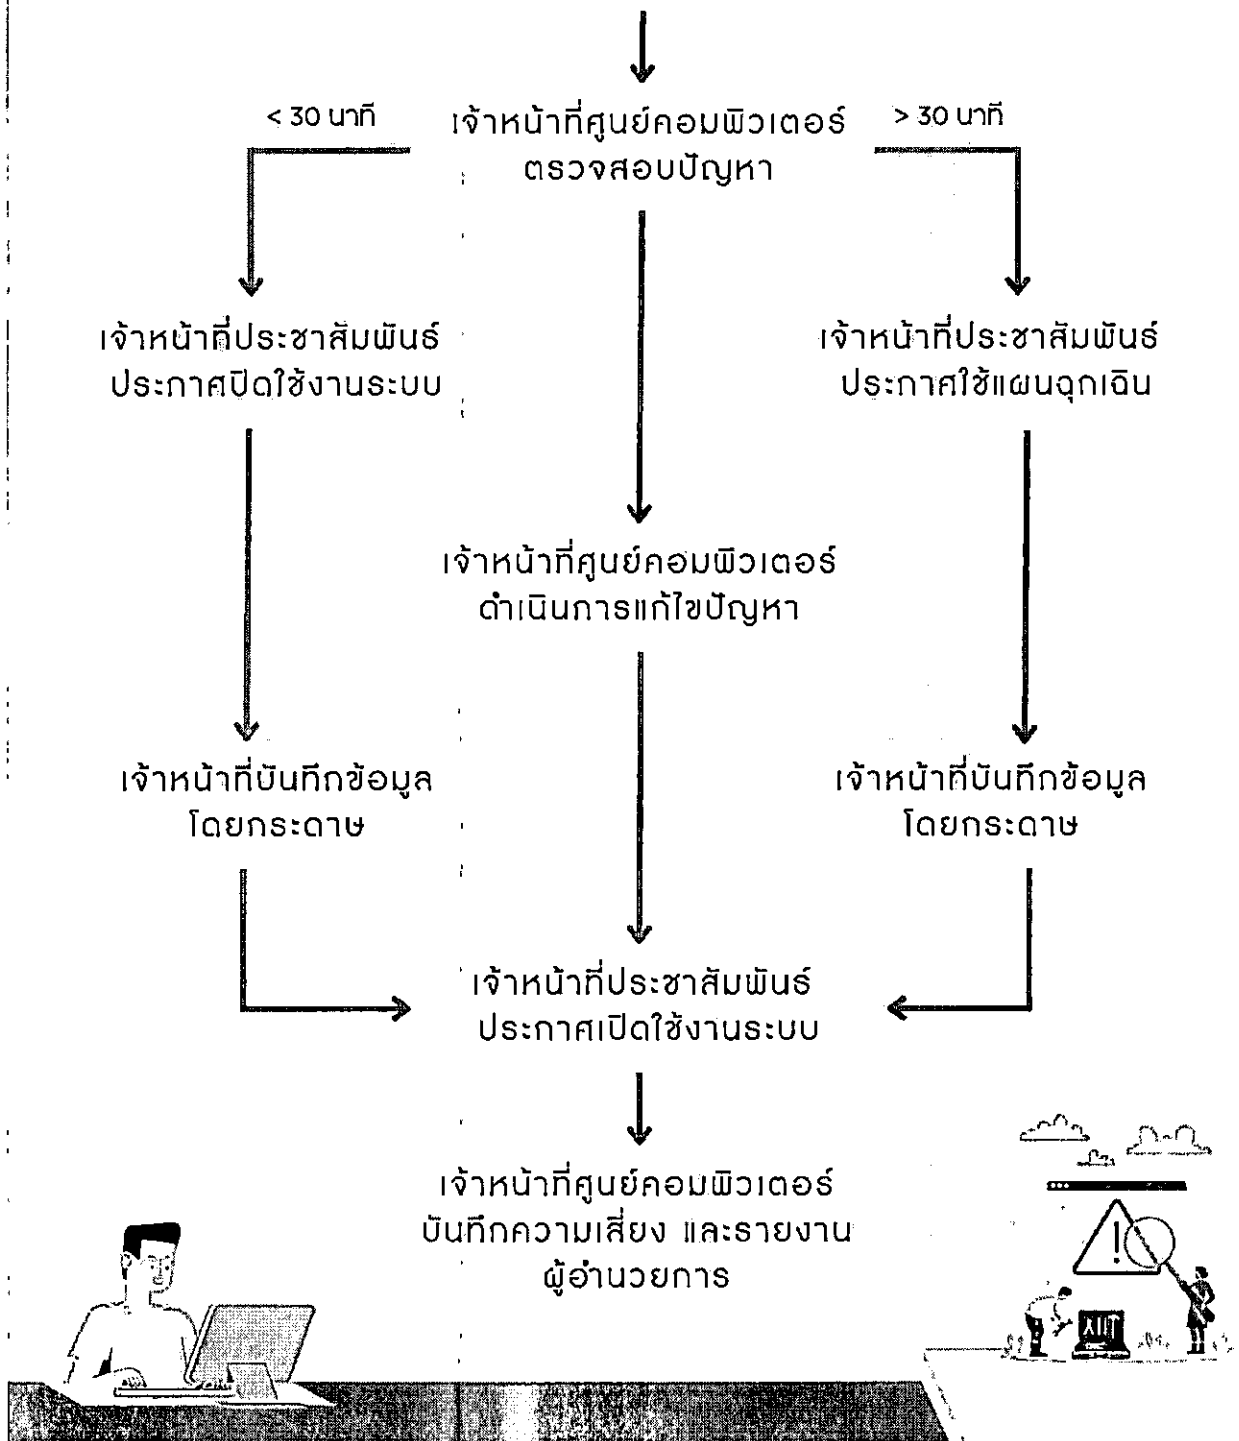 < 30 นาที
เจ้าหน้าที่ศูนย์คอมพิวเตอร์
ตรวจสอบปัญหา
> 30 นาที
เจ้าหน้าที่ประชาสัมพันธ์
ประกาศปิดใช้งานระบบ
เจ้าหน้าที่ประชาสัมพันธ์
ประกาศใช้แผนฉุกเฉิน
เจ้าหน้าที่ศูนย์คอมพิวเตอร์
ดำเนินการแก้ไขปัญหา
เจ้าหน้าที่บันทึกข้อมูล
โดยกระดาษ
เจ้าหน้าที่บันทึกข้อมูล
โดยกระดาษ
เจ้าหน้าที่ประชาสัมพันธ์
ประกาศเปิดใช้งานระบบ
เจ้าหน้าที่ศูนย์คอมพิวเตอร์
บันทึกความเสี่ยง และรายงาน
ผู้อำนวยการ